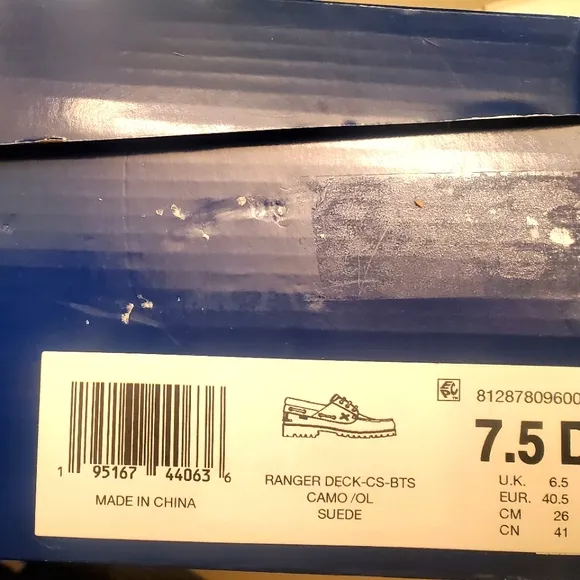 1 95167 44063 6
MADE IN CHINA
RANGER DECK-CS-BTS
CAMO /OL
SUEDE
81287809600
7.5 D
U.K. 6.5
EUR. 40.5
CM 26
CN 41